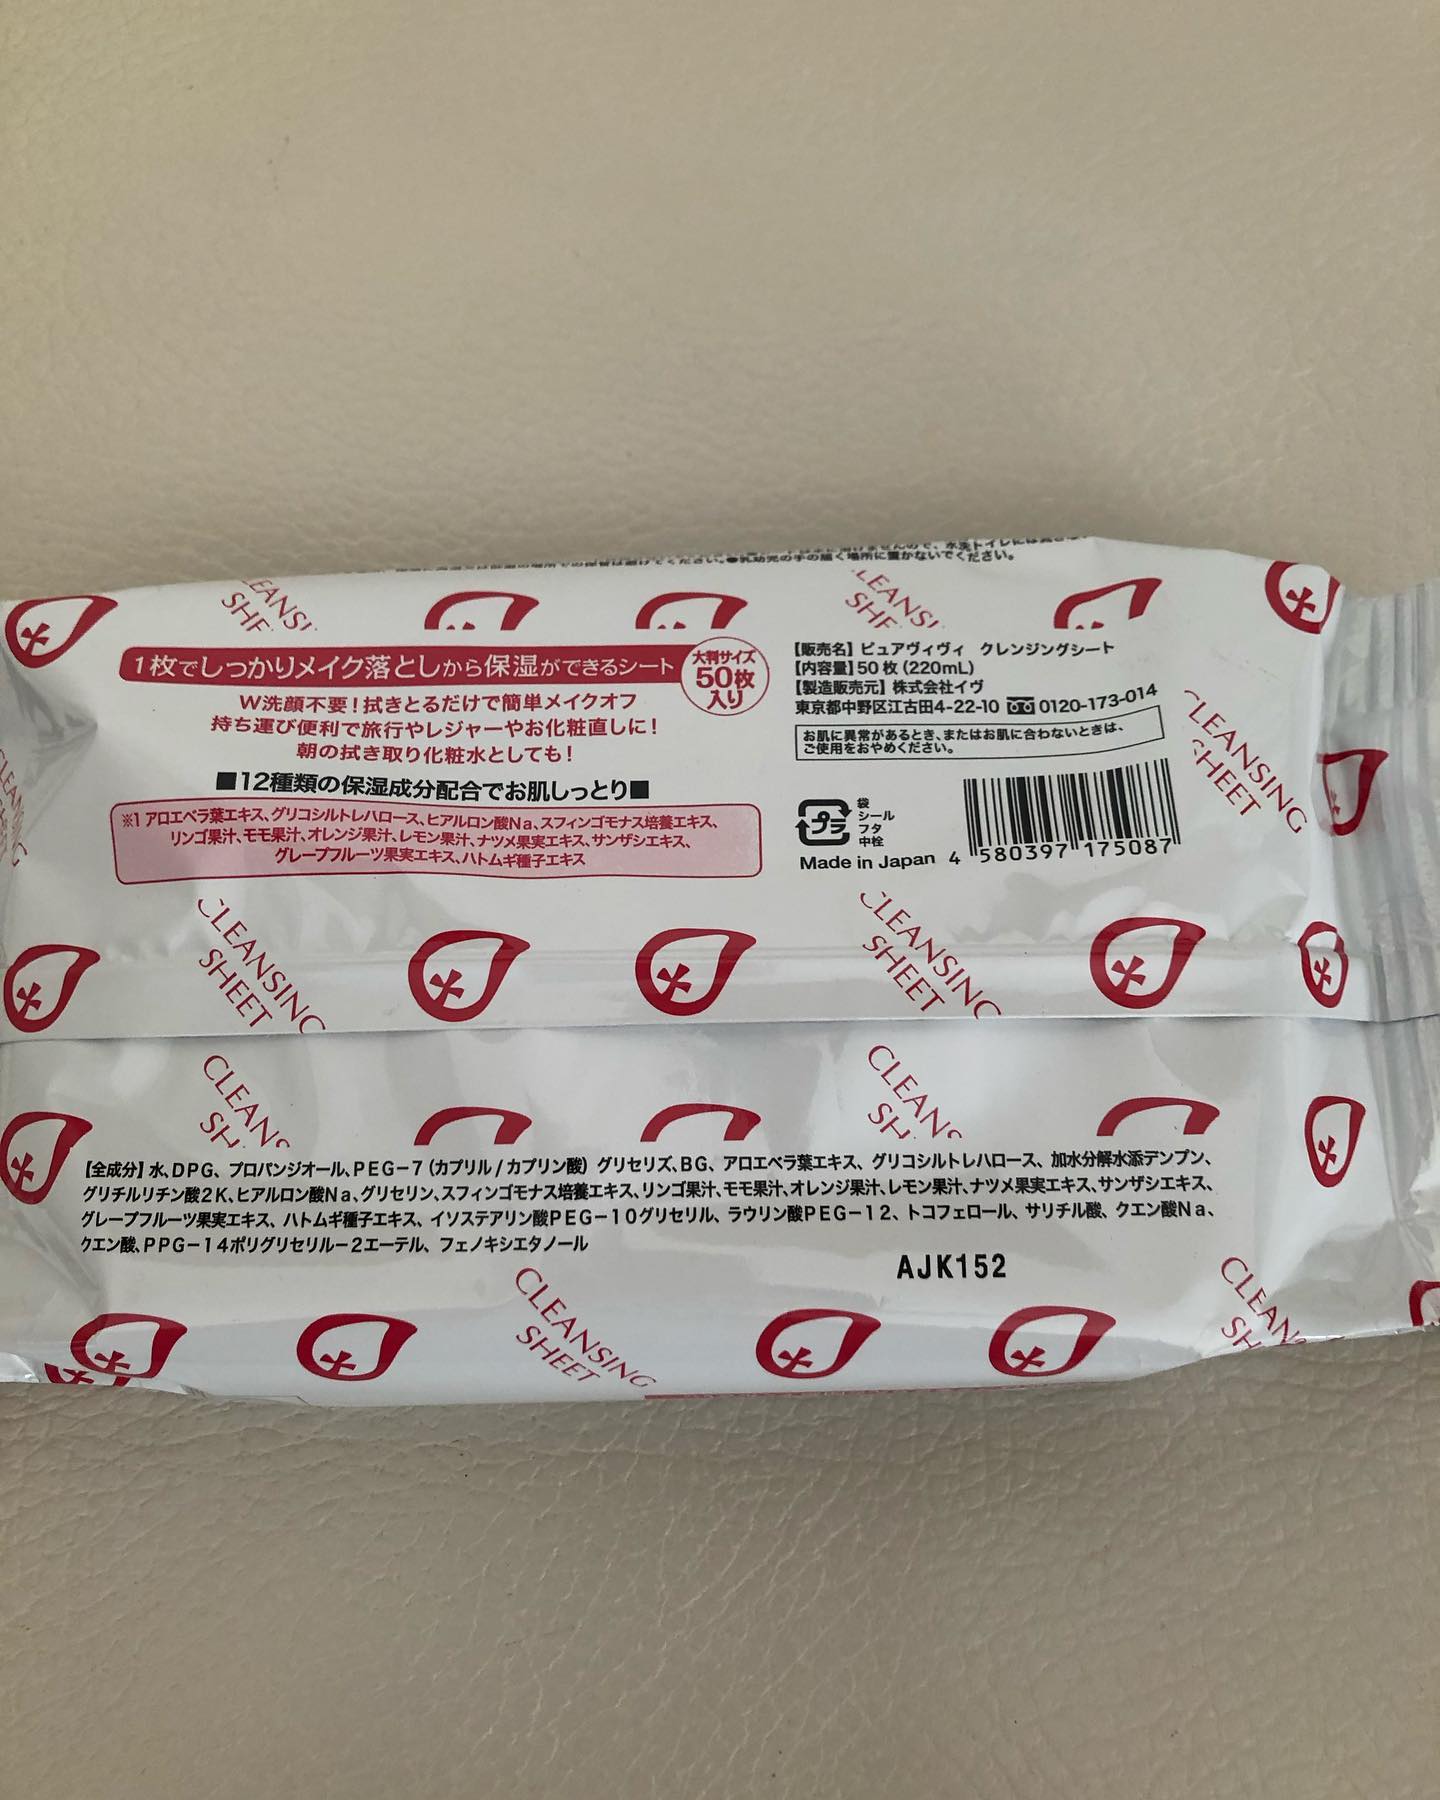 場所に置かないでください。
1枚でしっかりメイク落としから保湿ができるシート
大判サイズ
50枚
入り
W洗顔不要！拭きとるだけで簡単メイクオフ
持ち運び便利で旅行やレジャーやお化粧直しに！
朝の拭き取り化粧水としても！
■12種類の保湿成分配合でお肌しっとり■
※1 アロエベラ葉エキス、グリコシルトレハロース、ヒアルロン酸Na、スフィンゴモナス培養エキス、
リンゴ果汁、モモ果汁、オレンジ果汁、レモン果汁、ナツメ果実エキス、サンザシエキス、
グレープフルーツ果実エキス、ハトムギ種子エキス
【販売名】ピュアヴィヴィ クレンジングシート
【内容量】50枚（220mL）
【製造販売元】株式会社イヴ
東京都中野区江古田4-22-10 0120-173-014
お肌に異常があるとき、またはお肌に合わないときは、
ご使用をおやめください。
プラ
袋
シール
フタ
中栓
Made in Japan
4 580397 175087
CLEANSING
SHEET
CLEANSING
SHEET
CLEANSING
SHEET
【全成分】水、DPG、プロパンジオール、PEG－7（カプリル/カプリン酸）グリセリズ、BG、アロエベラ葉エキス、グリコシルトレハロース、加水分解水添デンプン、
グリチルリチン酸2K、ヒアルロン酸Na、グリセリン、スフィンゴモナス培養エキス、リンゴ果汁、モモ果汁、オレンジ果汁、レモン果汁、ナツメ果実エキス、サンザシエキス、
グレープフルーツ果実エキス、ハトムギ種子エキス、イソステアリン酸PEG－10グリセリル、ラウリン酸PEG－12、トコフェロール、サリチル酸、クエン酸Na、
クエン酸、PPG－14ポリグリセリル－2エーテル、フェノキシエタノール
AJK152
CLEANSING
SHEET